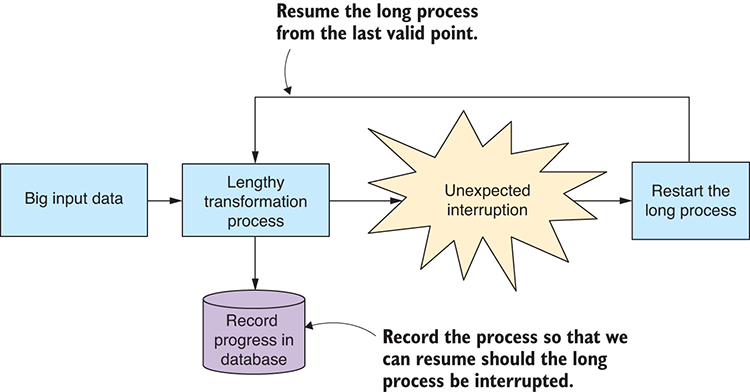 Resume the long process
from the last valid point.
Big input data
Lengthy
transformation
process
Unexpected
interruption
Restart the
long process
Record
progress in
database
Record the process so that we
can resume should the long
process be interrupted.